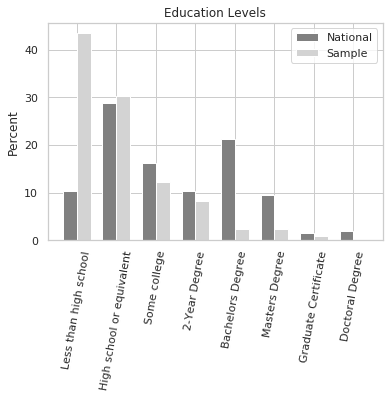 Education Levels
National
Sample
Percent
40
30
20
10
0
Less than high school
High school or equivalent
Some college
2-Year Degree
Bachelors Degree
Masters Degree
Graduate Certificate
Doctoral Degree